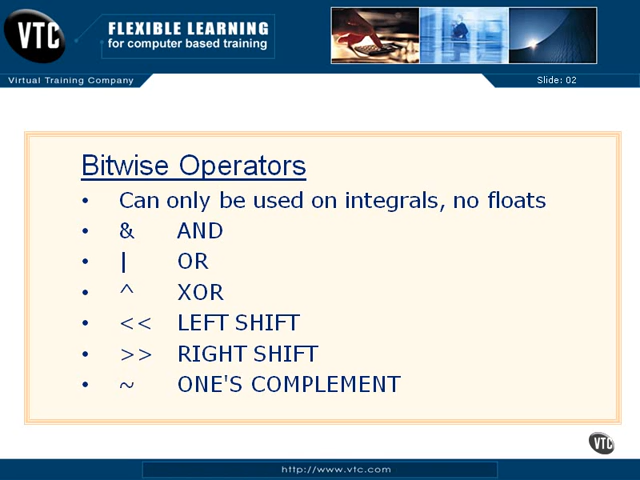 VTC
FLEXIBLE LEARNING
for computer based training
Virtual Training Company
Slide: 02
Bitwise Operators
• Can only be used on integrals, no floats
• & AND
• | OR
• ^ XOR
• << LEFT SHIFT
• >> RIGHT SHIFT
• ~ ONE'S COMPLEMENT
VTC
http://www.vtc.com